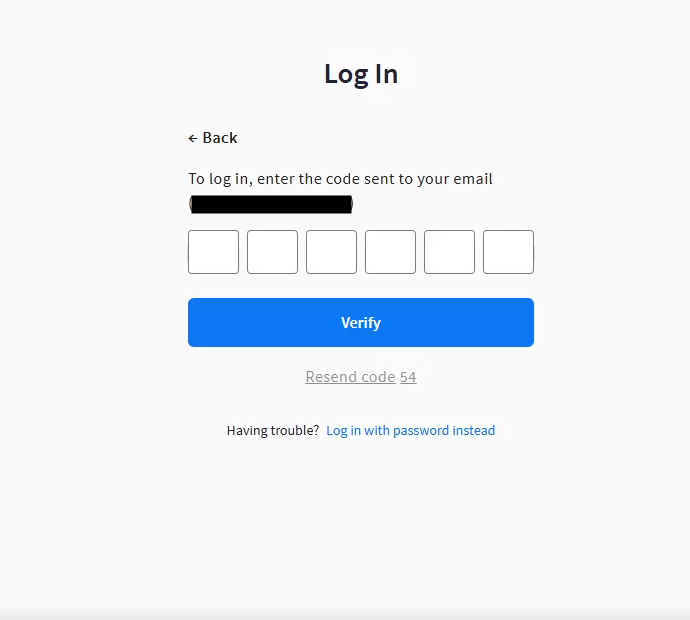 Log In
← Back
To log in, enter the code sent to your email
Verify
Resend code 54
Having trouble? Log in with password instead